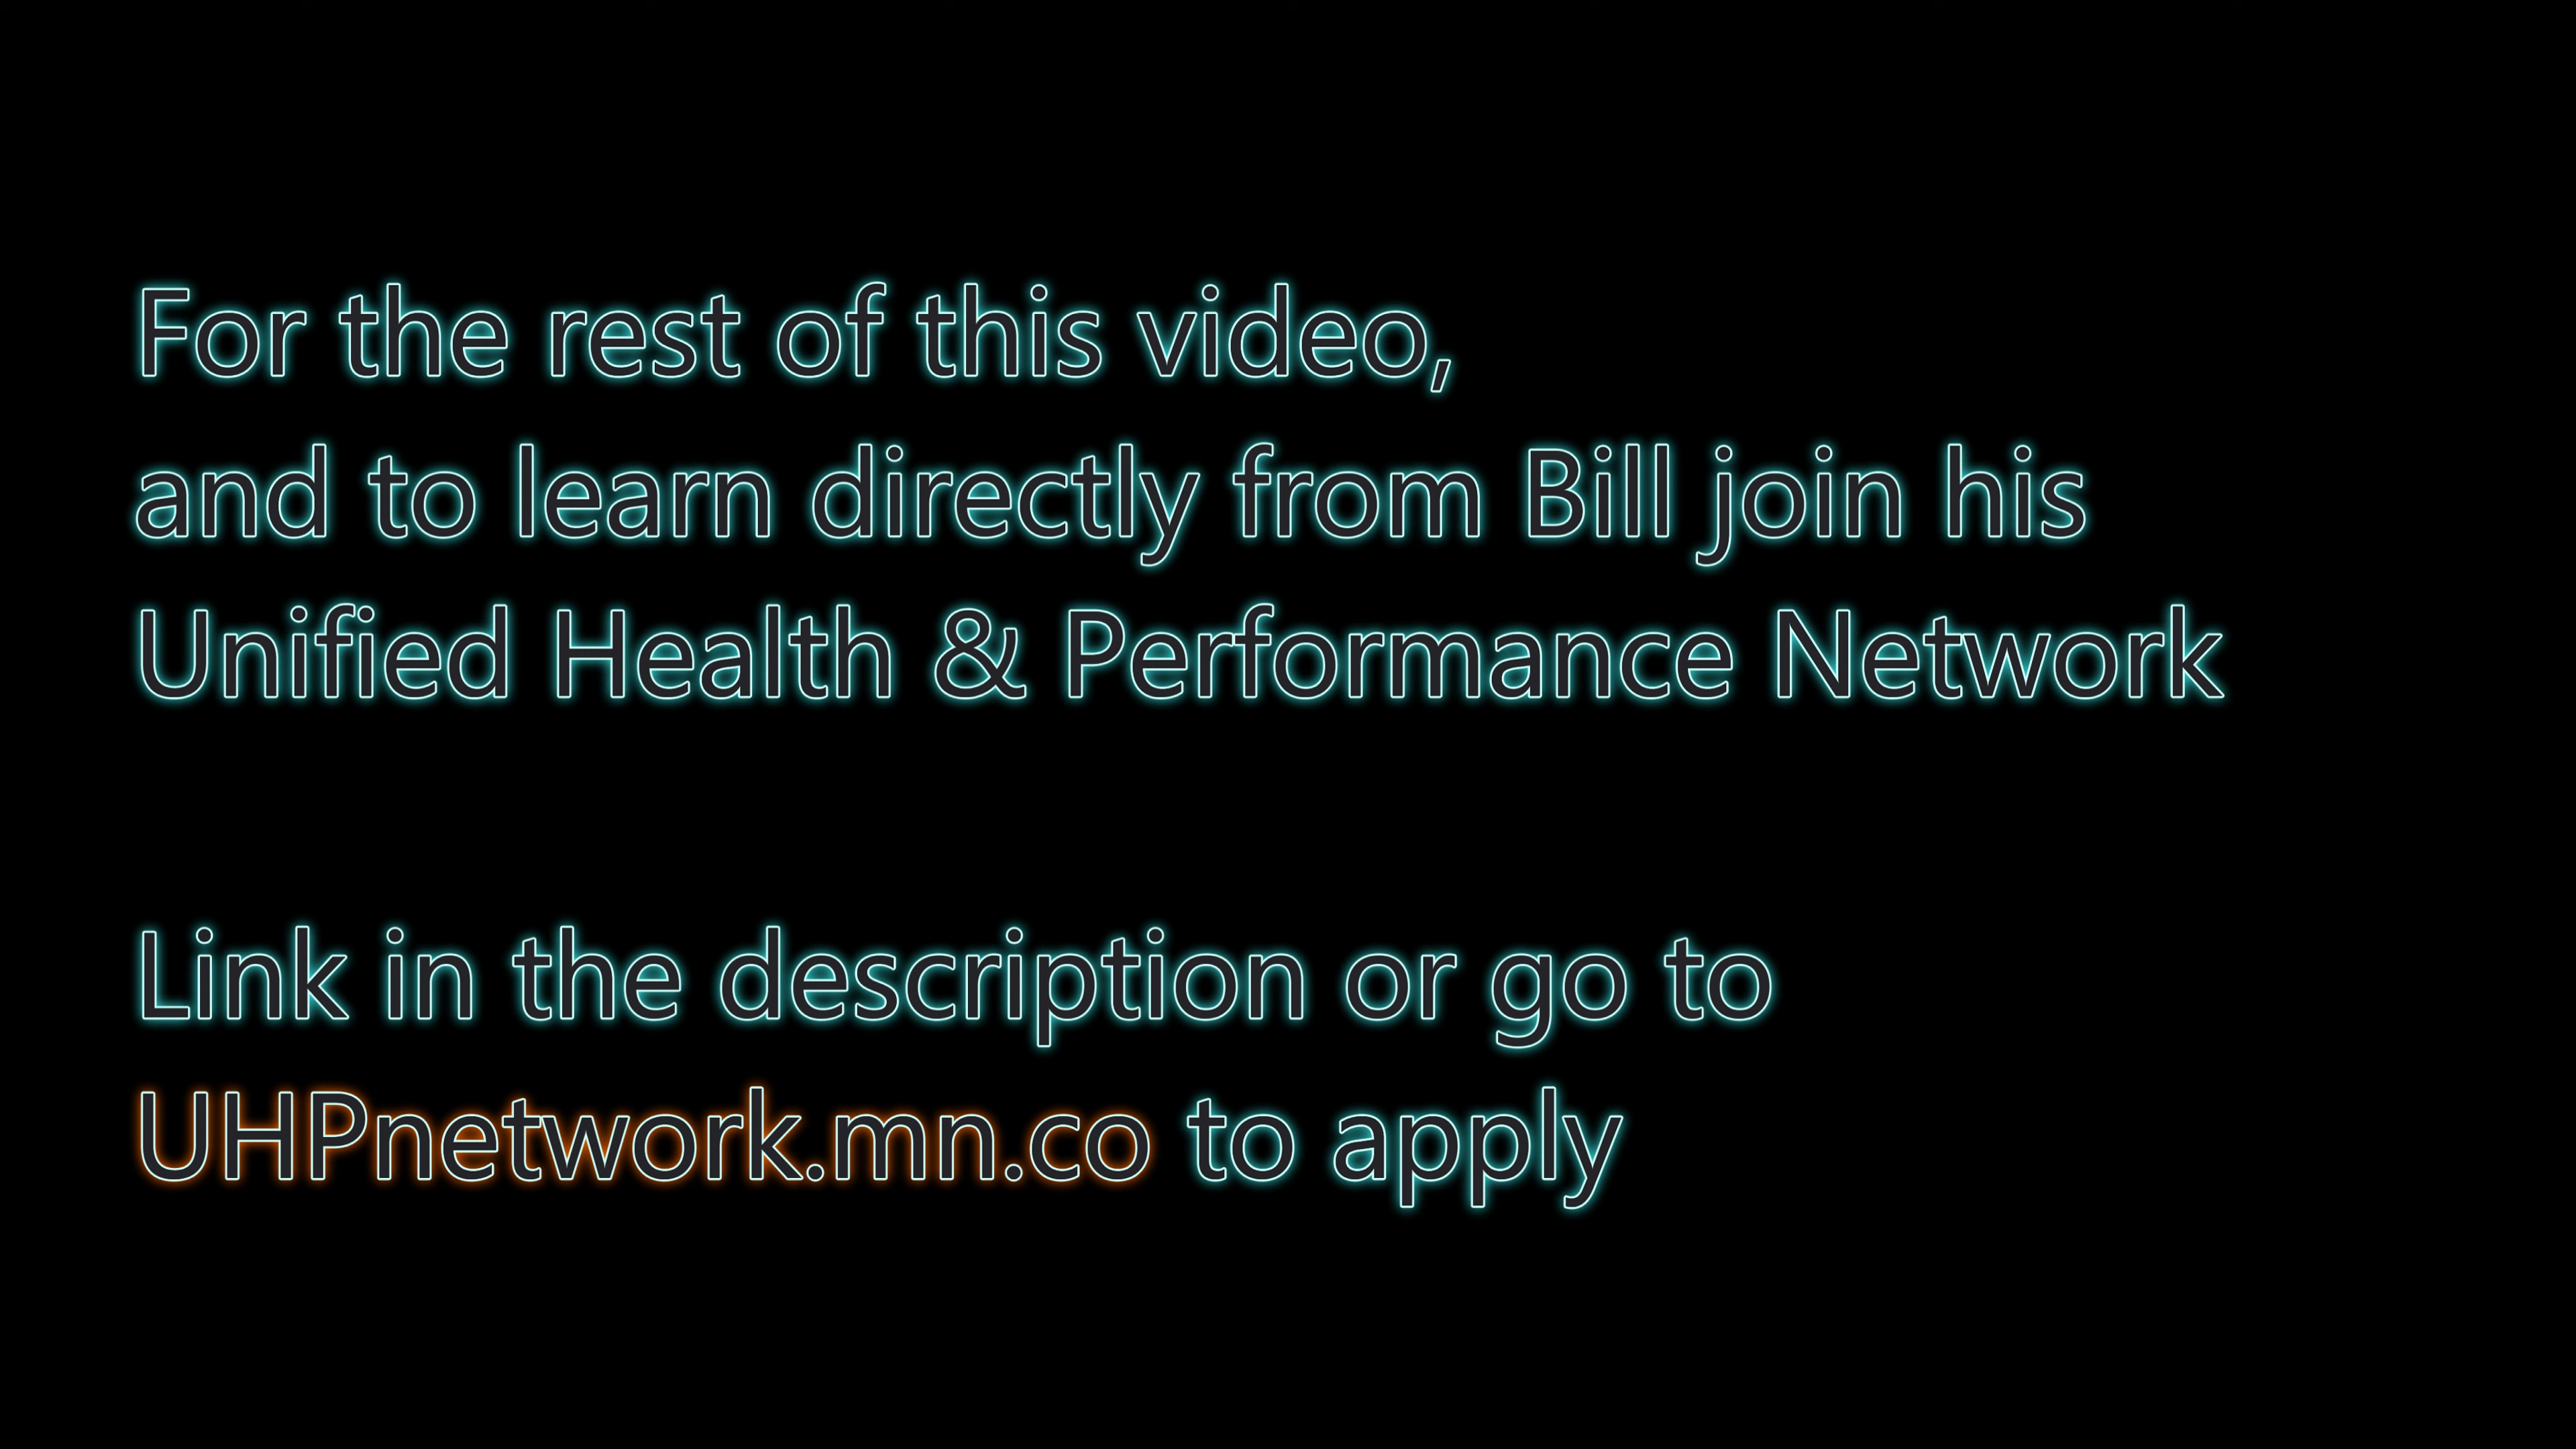 For the rest of this video,
and to learn directly from Bill join his
Unified Health & Performance Network
Link in the description or go to
UHPnetwork.mn.co to apply